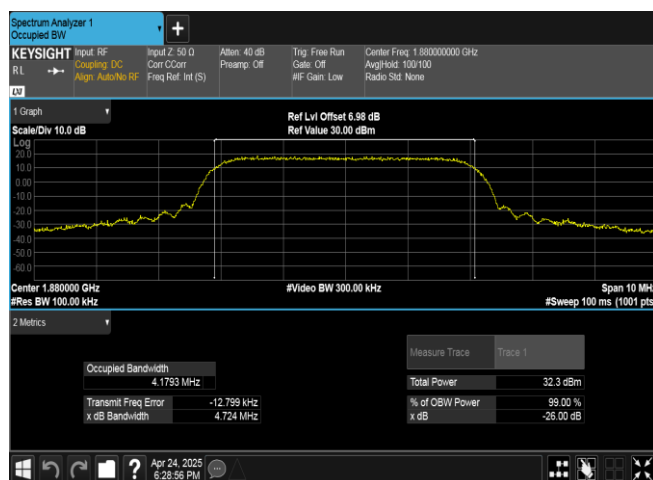 Spectrum Analyzer 1
Occupied BW
+
KEYSIGHT
R L
LXI
Input: RF
Coupling: DC
Align: Auto/No RF
Input Z: 50 Ω
Corr CCorr
Freq Ref: Int (S)
Atten: 40 dB
Preamp: Off
Trig: Free Run
Gate: Off
#IF Gain: Low
Center Freq: 1.880000000 GHz
Avg|Hold: 100/100
Radio Std: None
1 Graph
Scale/Div 10.0 dB
Ref Lvl Offset 6.98 dB
Ref Value 30.00 dBm
Log
20.0
10.0
0.00
-10.0
-20.0
-30.0
-40.0
-50.0
-60.0
Center 1.880000 GHz
#Res BW 100.00 kHz
#Video BW 300.00 kHz
Span 10 MH
#Sweep 100 ms (1001 pts
2 Metrics
Measure Trace Trace 1
Occupied Bandwidth
4.1793 MHz
Total Power 32.3 dBm
Transmit Freq Error -12.799 kHz
% of OBW Power 99.00 %
x dB Bandwidth 4.724 MHz
x dB -26.00 dB
?
Apr 24, 2025
6:28:56 PM